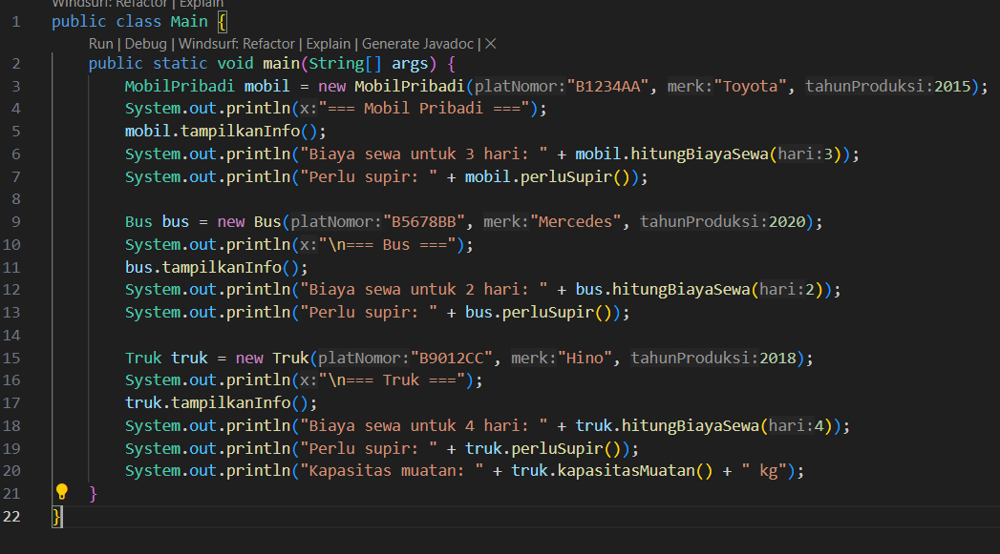 Windsurf: Refactor | Explain
1 public class Main {
Run | Debug | Windsurf: Refactor | Explain | Generate Javadoc | ×
2 public static void main(String[] args) {
3 MobilPribadi mobil = new MobilPribadi(platNomor:"B1234AA", merk:"Toyota", tahunProduksi:2015);
4 System.out.println(x:"=== Mobil Pribadi ===");
5 mobil.tampilkanInfo();
6 System.out.println("Biaya sewa untuk 3 hari: " + mobil.hitungBiayaSewa(hari:3));
7 System.out.println("Perlu supir: " + mobil.perluSupir());
8
9 Bus bus = new Bus(platNomor:"B5678BB", merk:"Mercedes", tahunProduksi:2020);
10 System.out.println(x:"\n=== Bus ===");
11 bus.tampilkanInfo();
12 System.out.println("Biaya sewa untuk 2 hari: " + bus.hitungBiayaSewa(hari:2));
13 System.out.println("Perlu supir: " + bus.perluSupir());
14
15 Truk truk = new Truk(platNomor:"B9012CC", merk:"Hino", tahunProduksi:2018);
16 System.out.println(x:"\n=== Truk ===");
17 truk.tampilkanInfo();
18 System.out.println("Biaya sewa untuk 4 hari: " + truk.hitungBiayaSewa(hari:4));
19 System.out.println("Perlu supir: " + truk.perluSupir());
20 System.out.println("Kapasitas muatan: " + truk.kapasitasMuatan() + " kg");
21 }
22 }